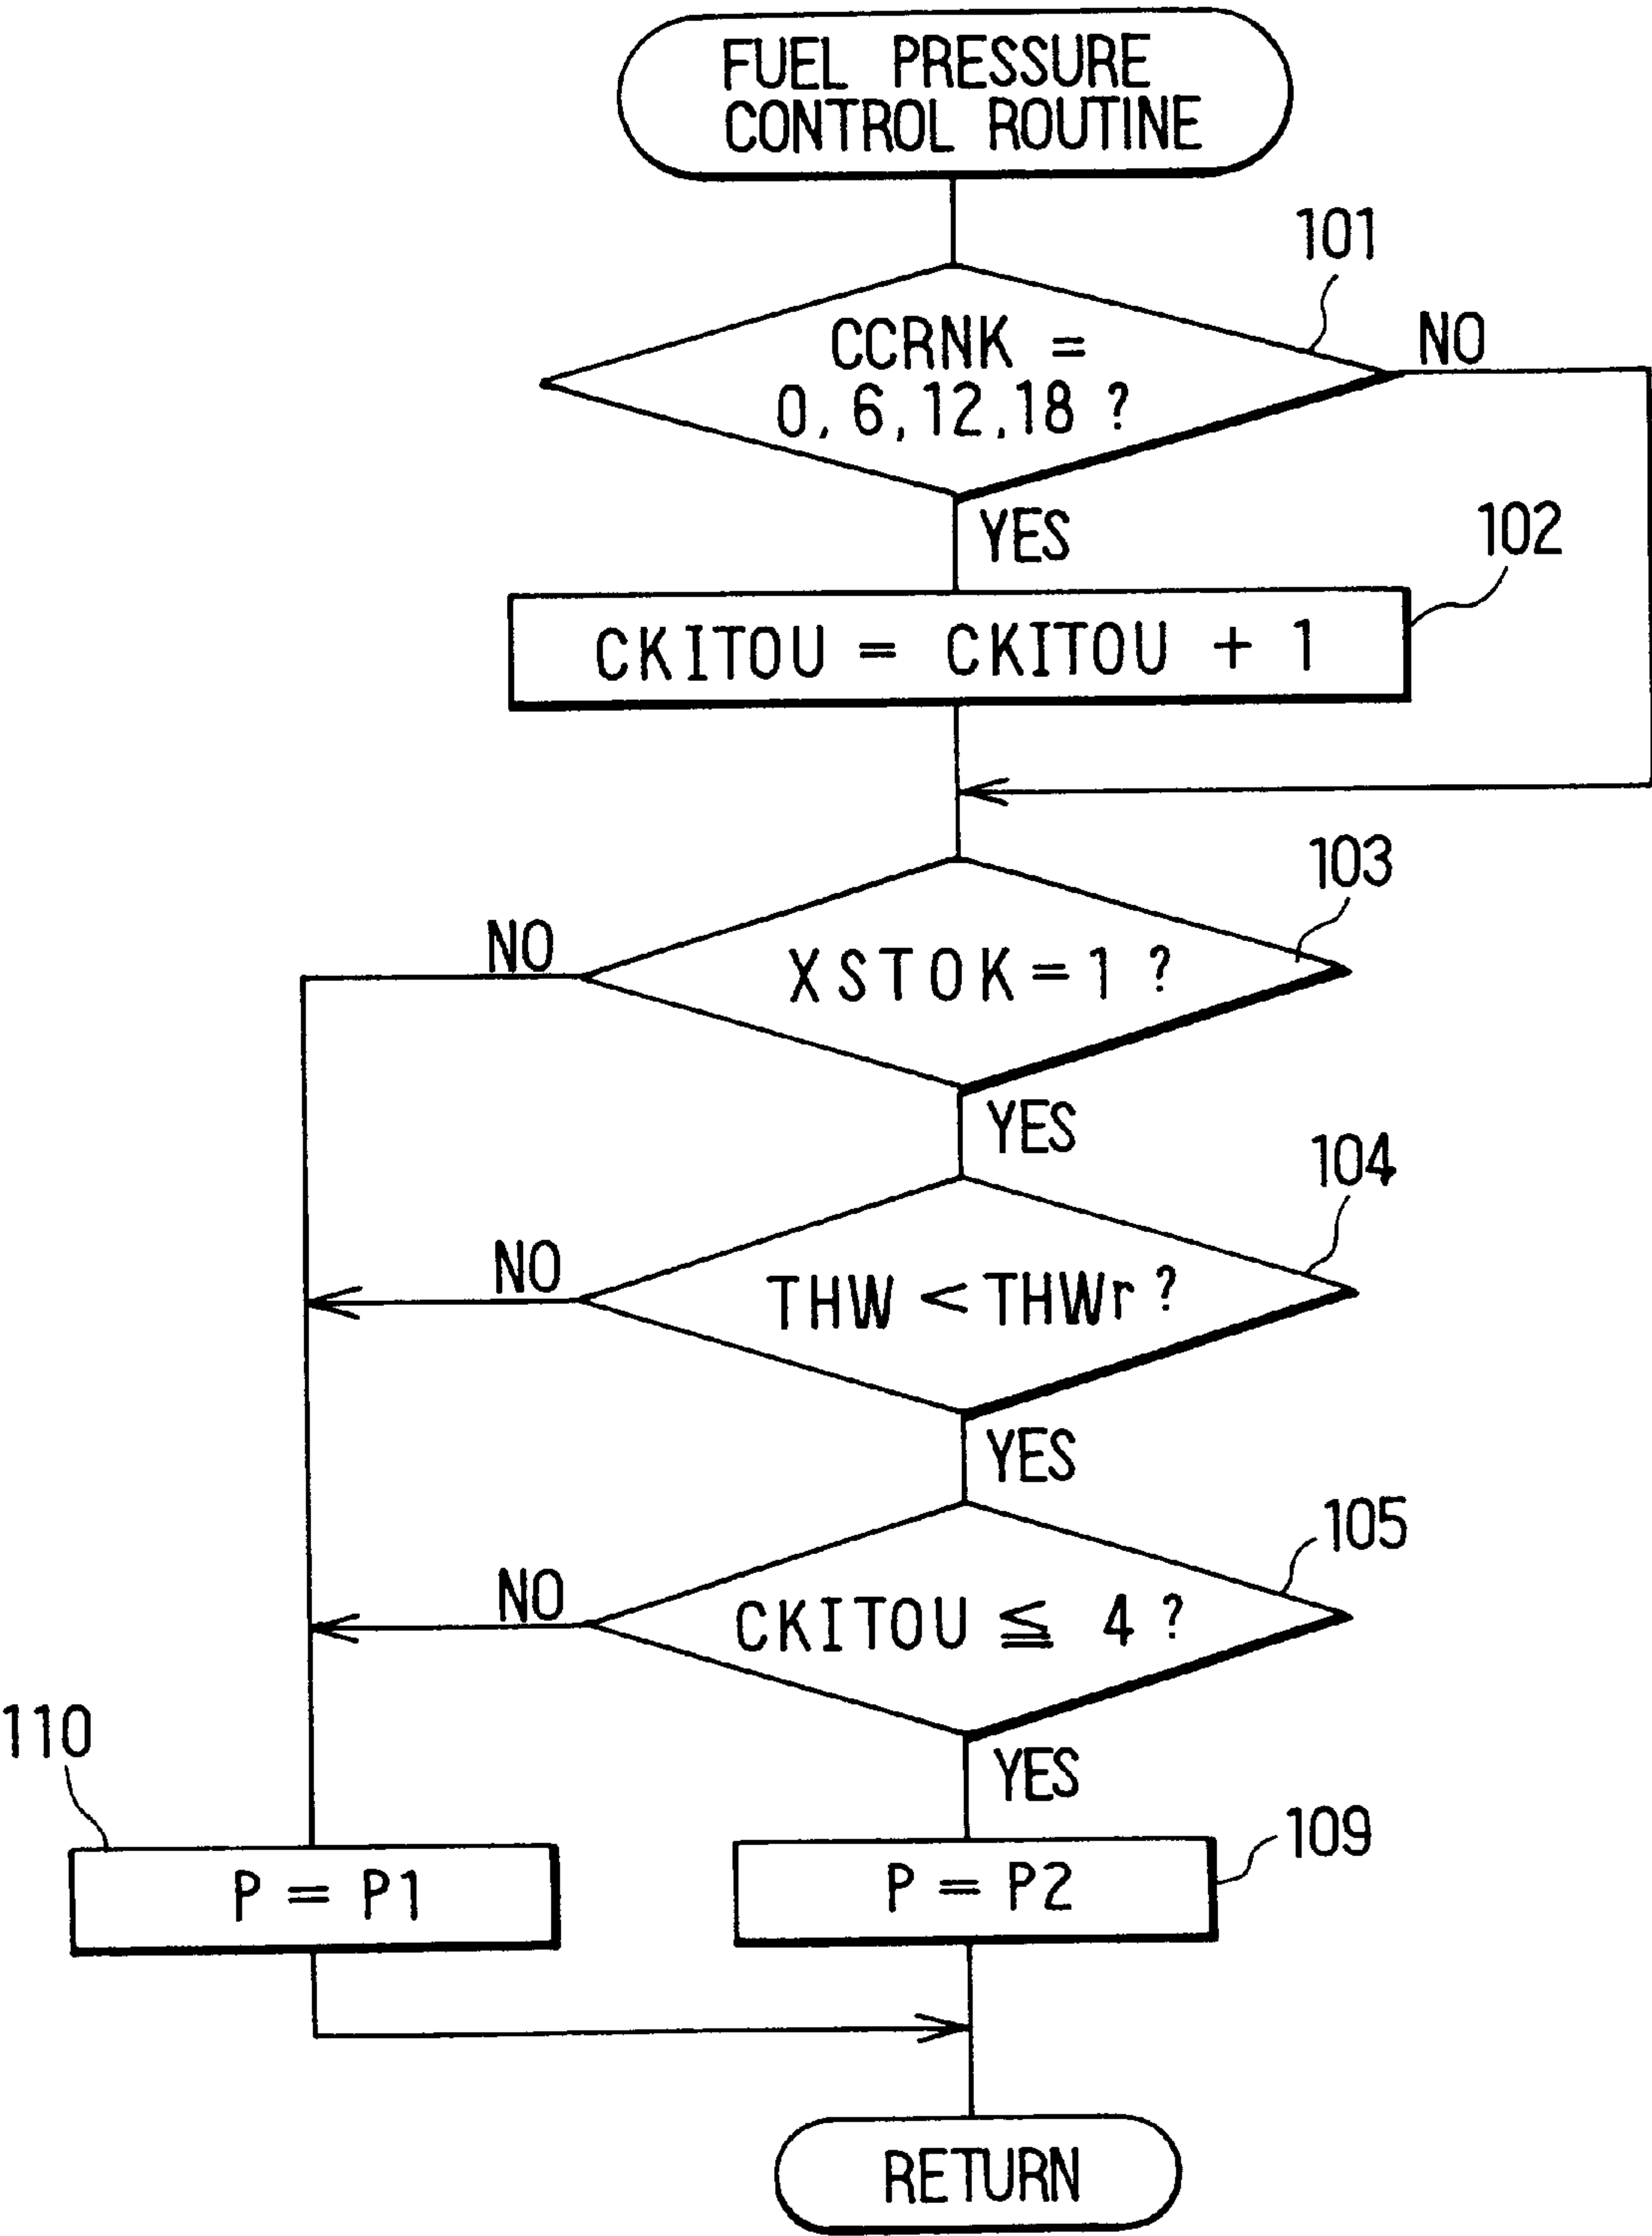 FUEL PRESSURE
CONTROL ROUTINE
101
CCRNK =
0, 6, 12, 18 ?
NO
YES
102
CKITOU = CKITOU + 1
103
NO
XSTOK = 1 ?
YES
104
NO
THW < THWr ?
YES
105
NO
CKITOU ≦ 4 ?
YES
110
109
P = P1
P = P2
RETURN